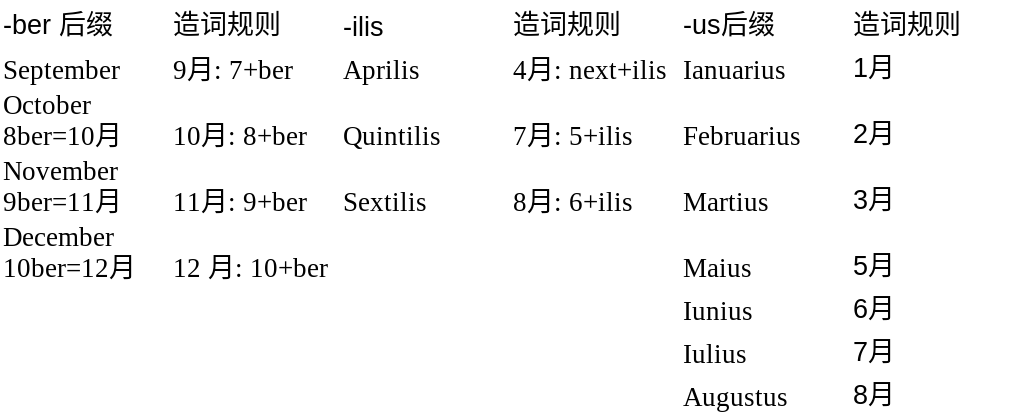 -ber 后缀 造词规则 -ilis 造词规则 -us后缀 造词规则
September 9月: 7+ber Aprilis 4月: next+ilis Ianuarius 1月
October
8ber=10月 10月: 8+ber Quintilis 7月: 5+ilis Februarius 2月
November
9ber=11月 11月: 9+ber Sextilis 8月: 6+ilis Martius 3月
December
10ber=12月 12 月: 10+ber Maius 5月
Iunius 6月
Iulius 7月
Augustus 8月